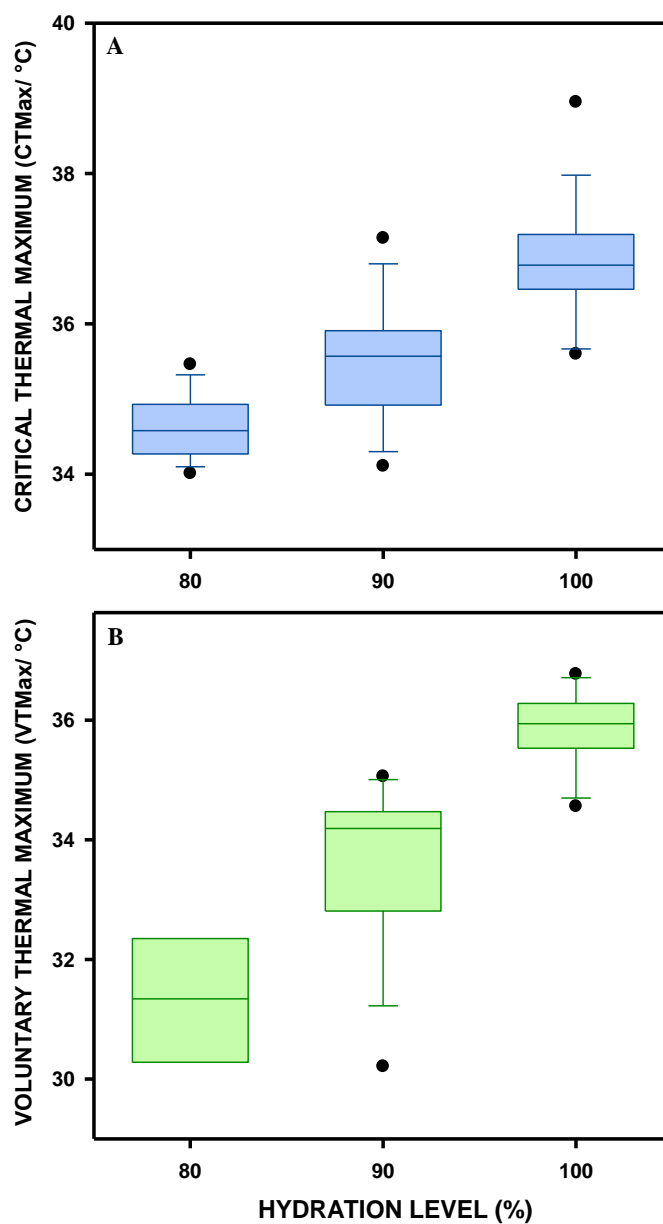 A
CRITICAL THERMAL MAXIMUM (CTMax/ °C)
40
38
36
34
80 90 100
B
VOLUNTARY THERMAL MAXIMUM (VTMax/ °C)
36
34
32
30
80 90 100
HYDRATION LEVEL (%)